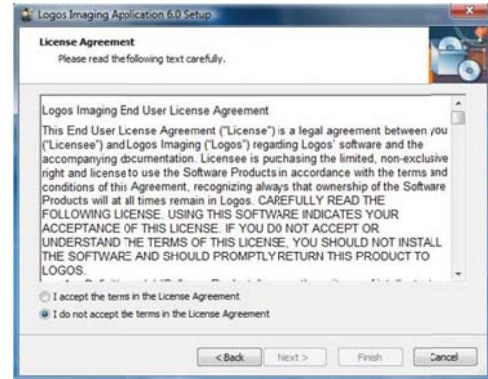 Logos Imaging Application 6.0 Setup
License Agreement
Please read the following text carefully.
Logos Imaging End User License Agreement
This End User License Agreement ("License") is a legal agreement between you
("Licensee") and Logos Imaging ("Logos") regarding Logos' software and the
accompanying documentation. Licensee is purchasing the limited, non-exclusive
right and license to use the Software Products in accordance with the terms and
conditions of this Agreement, recognizing always that ownership of the Software
Products will at all times remain in Logos. CAREFULLY READ THE
FOLLOWING LICENSE. USING THIS SOFTWARE INDICATES YOUR
ACCEPTANCE OF THIS LICENSE. IF YOU DO NOT ACCEPT OR
UNDERSTAND THE TERMS OF THIS LICENSE, YOU SHOULD NOT INSTALL
THE SOFTWARE AND SHOULD PROMPTLY RETURN THIS PRODUCT TO
LOGOS.
I accept the terms in the License Agreement
I do not accept the terms in the License Agreement
< Back Next > Finish Cancel